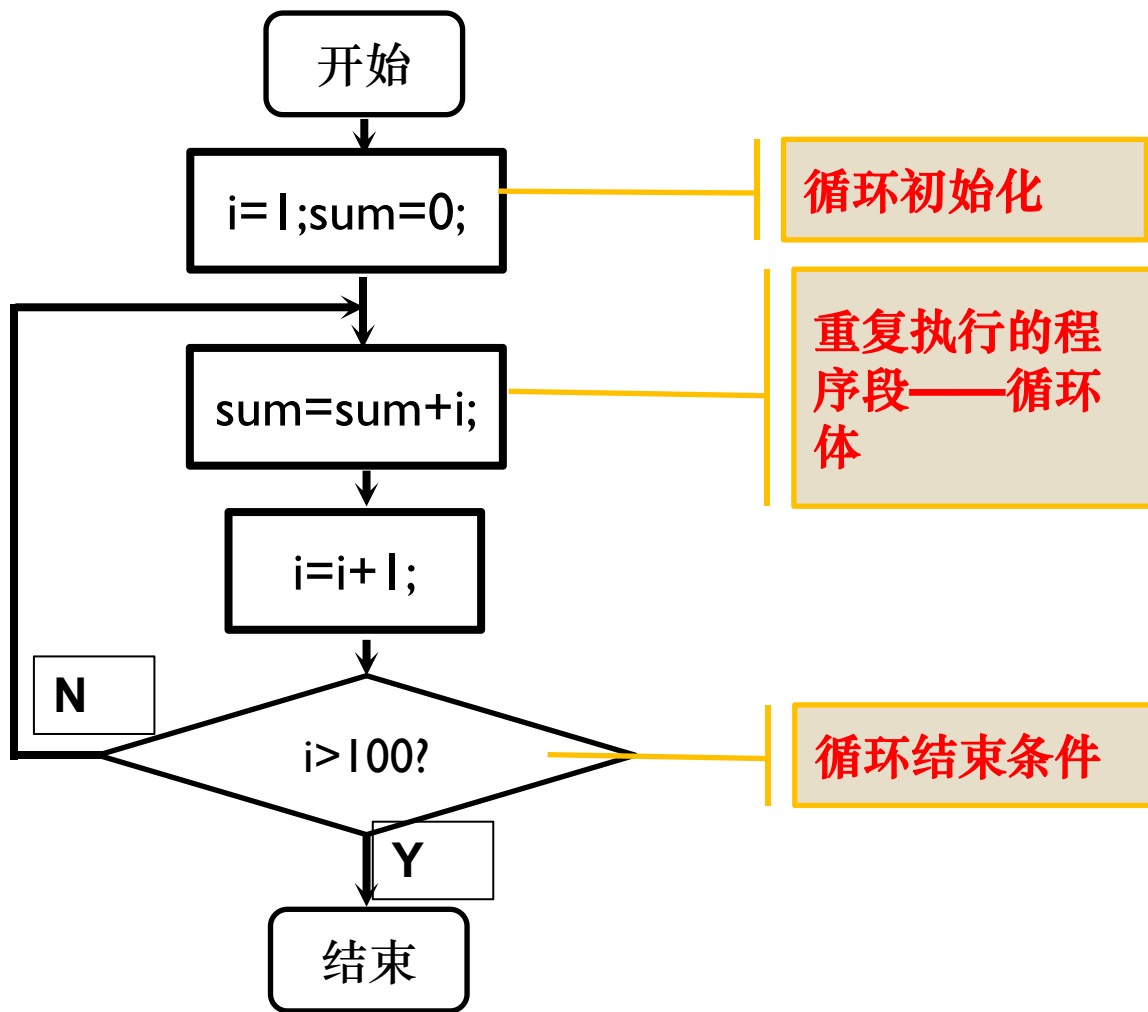 开始
i=1;sum=0;
循环初始化
sum=sum+i;
重复执行的程
序段——循环
体
i=i+1;
N
i>100?
循环结束条件
Y
结束